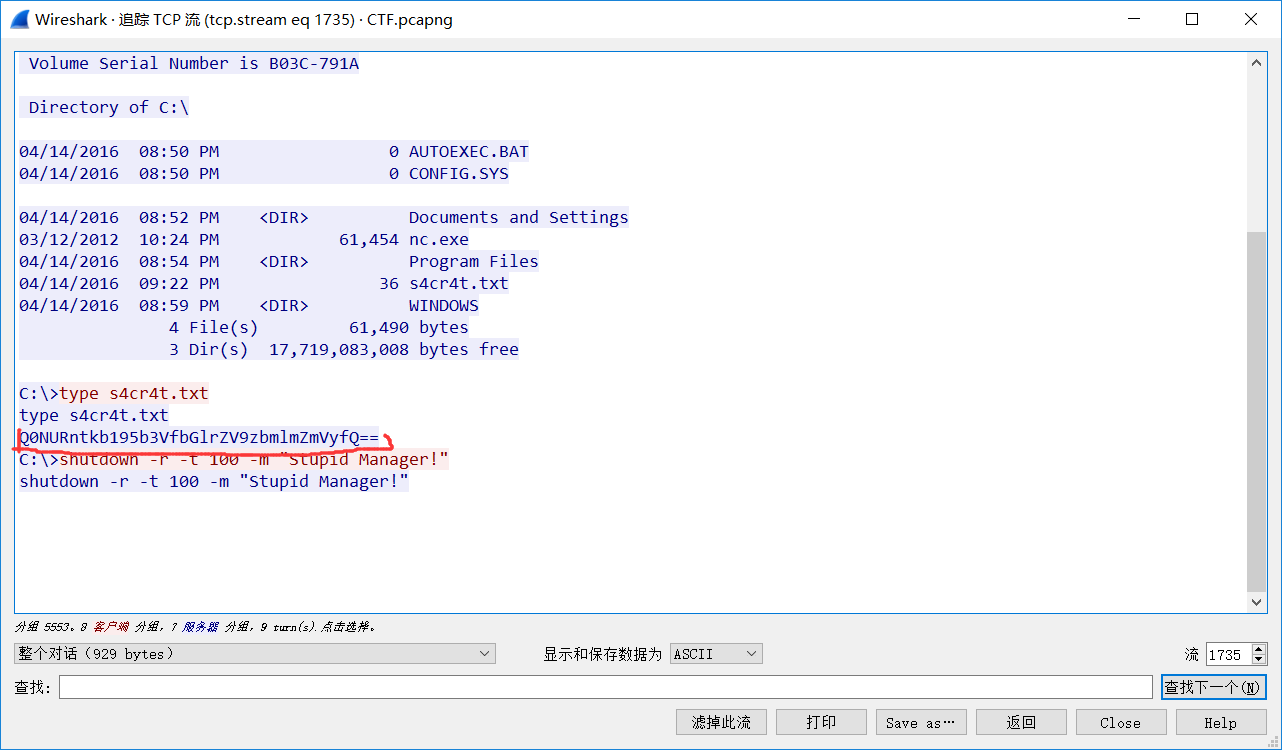 Wireshark · 追踪 TCP 流 (tcp.stream eq 1735) · CTF.pcapng
Volume Serial Number is B03C-791A
Directory of C:\
04/14/2016  08:50 PM                 0 AUTOEXEC.BAT
04/14/2016  08:50 PM                 0 CONFIG.SYS
04/14/2016  08:52 PM    <DIR>          Documents and Settings
03/12/2012  10:24 PM            61,454 nc.exe
04/14/2016  08:54 PM    <DIR>          Program Files
04/14/2016  09:22 PM                36 s4cr4t.txt
04/14/2016  08:59 PM    <DIR>          WINDOWS
4 File(s)         61,490 bytes
3 Dir(s)  17,719,083,008 bytes free
C:\>type s4cr4t.txt
type s4cr4t.txt
Q0NURntkb195b3VfbGlrZV9zbmlmZmVyfQ==
C:\>shutdown -r -t 100 -m "Stupid Manager!"
shutdown -r -t 100 -m "Stupid Manager!"
分组 5553。8 客户端 分组，7 服务器 分组，9 turn(s).点击选择。
整个对话（929 bytes） 显示和保存数据为 ASCII 流 1735
查找: 查找下一个(N)
滤掉此流 打印 Save as… 返回 Close Help